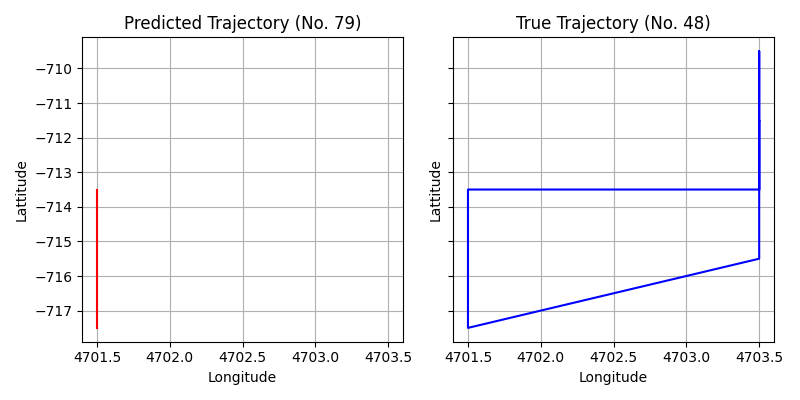 Predicted Trajectory (No. 79)
−710
−711
−712
−713
−714
−715
−716
−717
Lattitude
4701.5 4702.0 4702.5 4703.0 4703.5
Longitude
True Trajectory (No. 48)
Lattitude
4701.5 4702.0 4702.5 4703.0 4703.5
Longitude